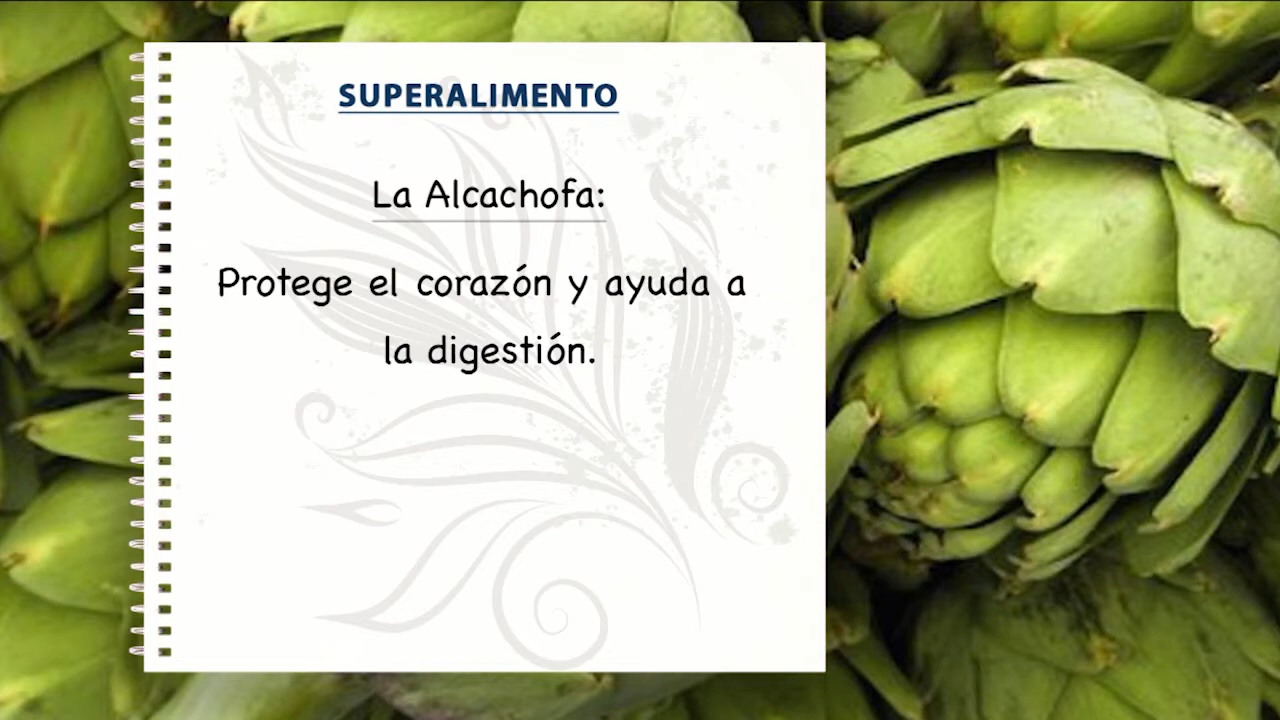 SUPERALIMENTO
La Alcachofa:
Protege el corazón y ayuda a
la digestión.